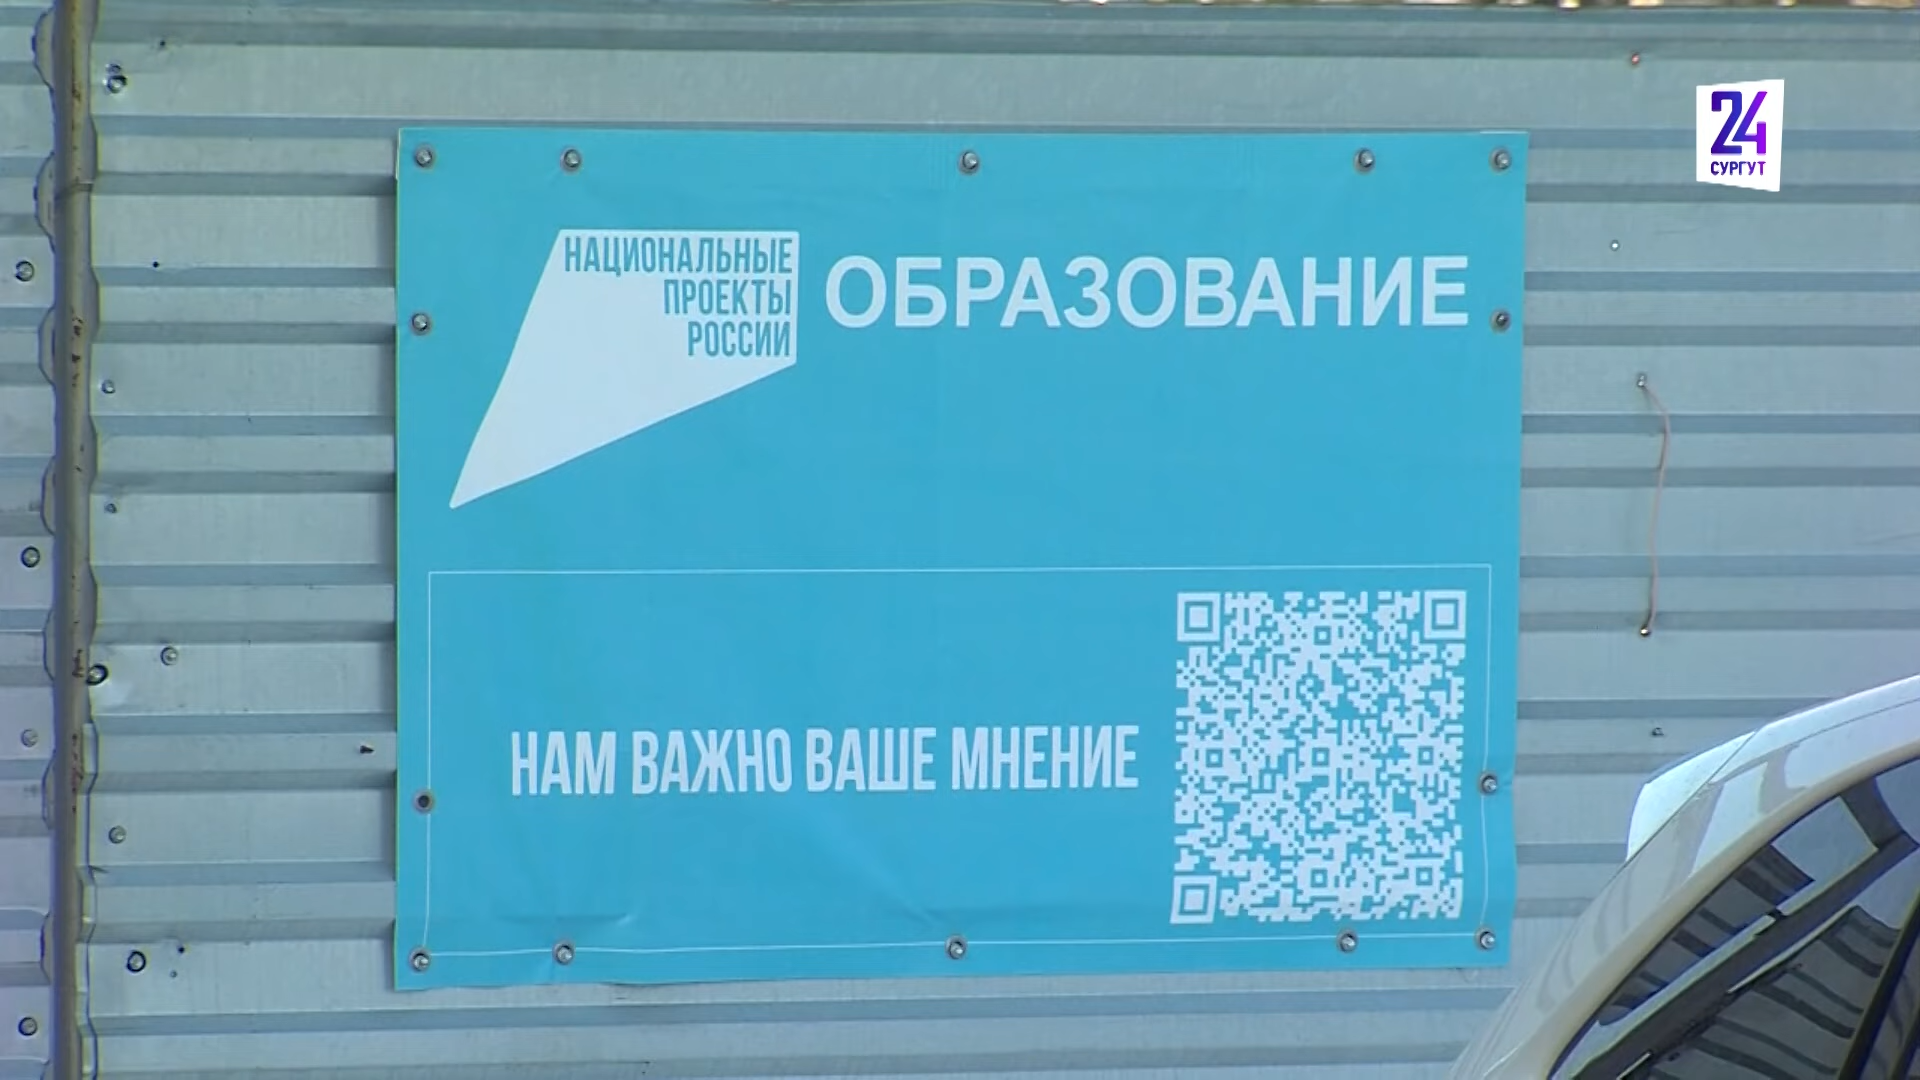 24
СУРГУТ
НАЦИОНАЛЬНЫЕ
ПРОЕКТЫ
РОССИИ
ОБРАЗОВАНИЕ
НАМ ВАЖНО ВАШЕ МНЕНИЕ